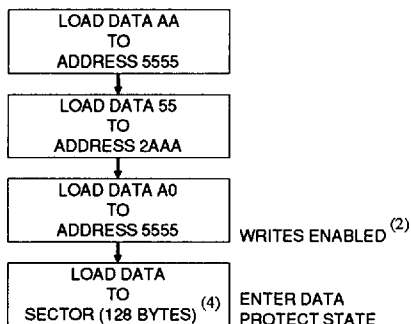 LOAD DATA AA
TO
ADDRESS 5555
LOAD DATA 55
TO
ADDRESS 2AAA
LOAD DATA A0
TO
ADDRESS 5555
WRITES ENABLED (2)
LOAD DATA
TO
SECTOR (128 BYTES) (4)
ENTER DATA
PROTECT STATE